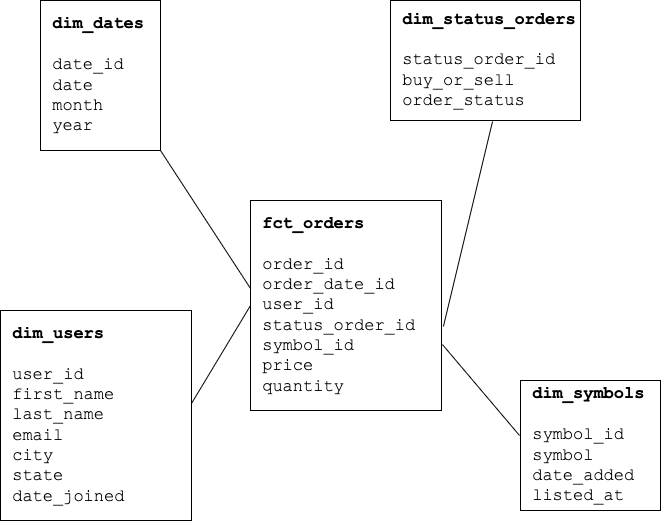 dim_dates
date_id
date
month
year
dim_status_orders
status_order_id
buy_or_sell
order_status
fct_orders
order_id
order_date_id
user_id
status_order_id
symbol_id
price
quantity
dim_users
user_id
first_name
last_name
email
city
state
date_joined
dim_symbols
symbol_id
symbol
date_added
listed_at